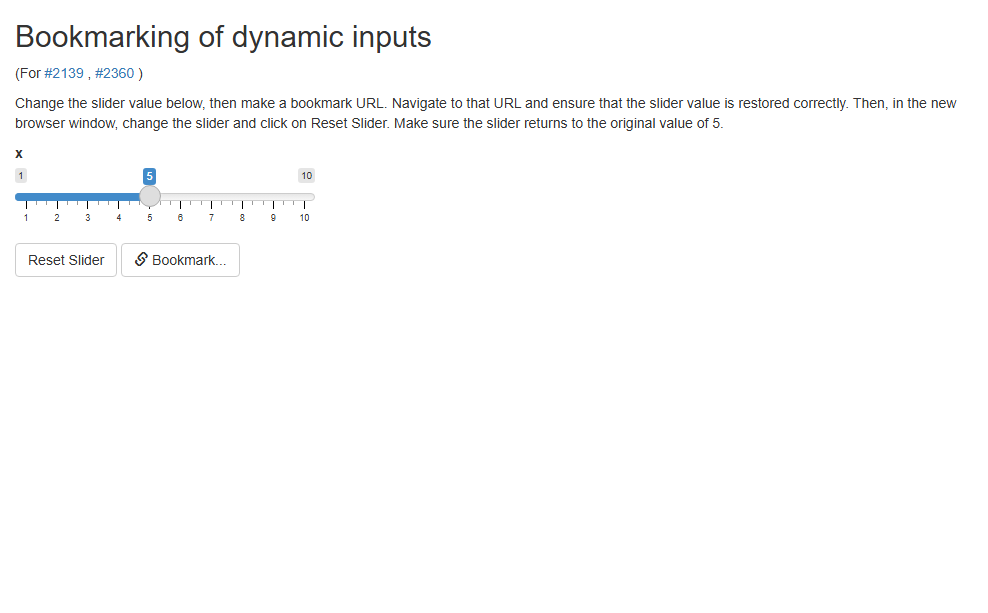 Bookmarking of dynamic inputs
(For #2139 , #2360 )
Change the slider value below, then make a bookmark URL. Navigate to that URL and ensure that the slider value is restored correctly. Then, in the new
browser window, change the slider and click on Reset Slider. Make sure the slider returns to the original value of 5.
x
1 5 10
1 2 3 4 5 6 7 8 9 10
Reset Slider Bookmark...